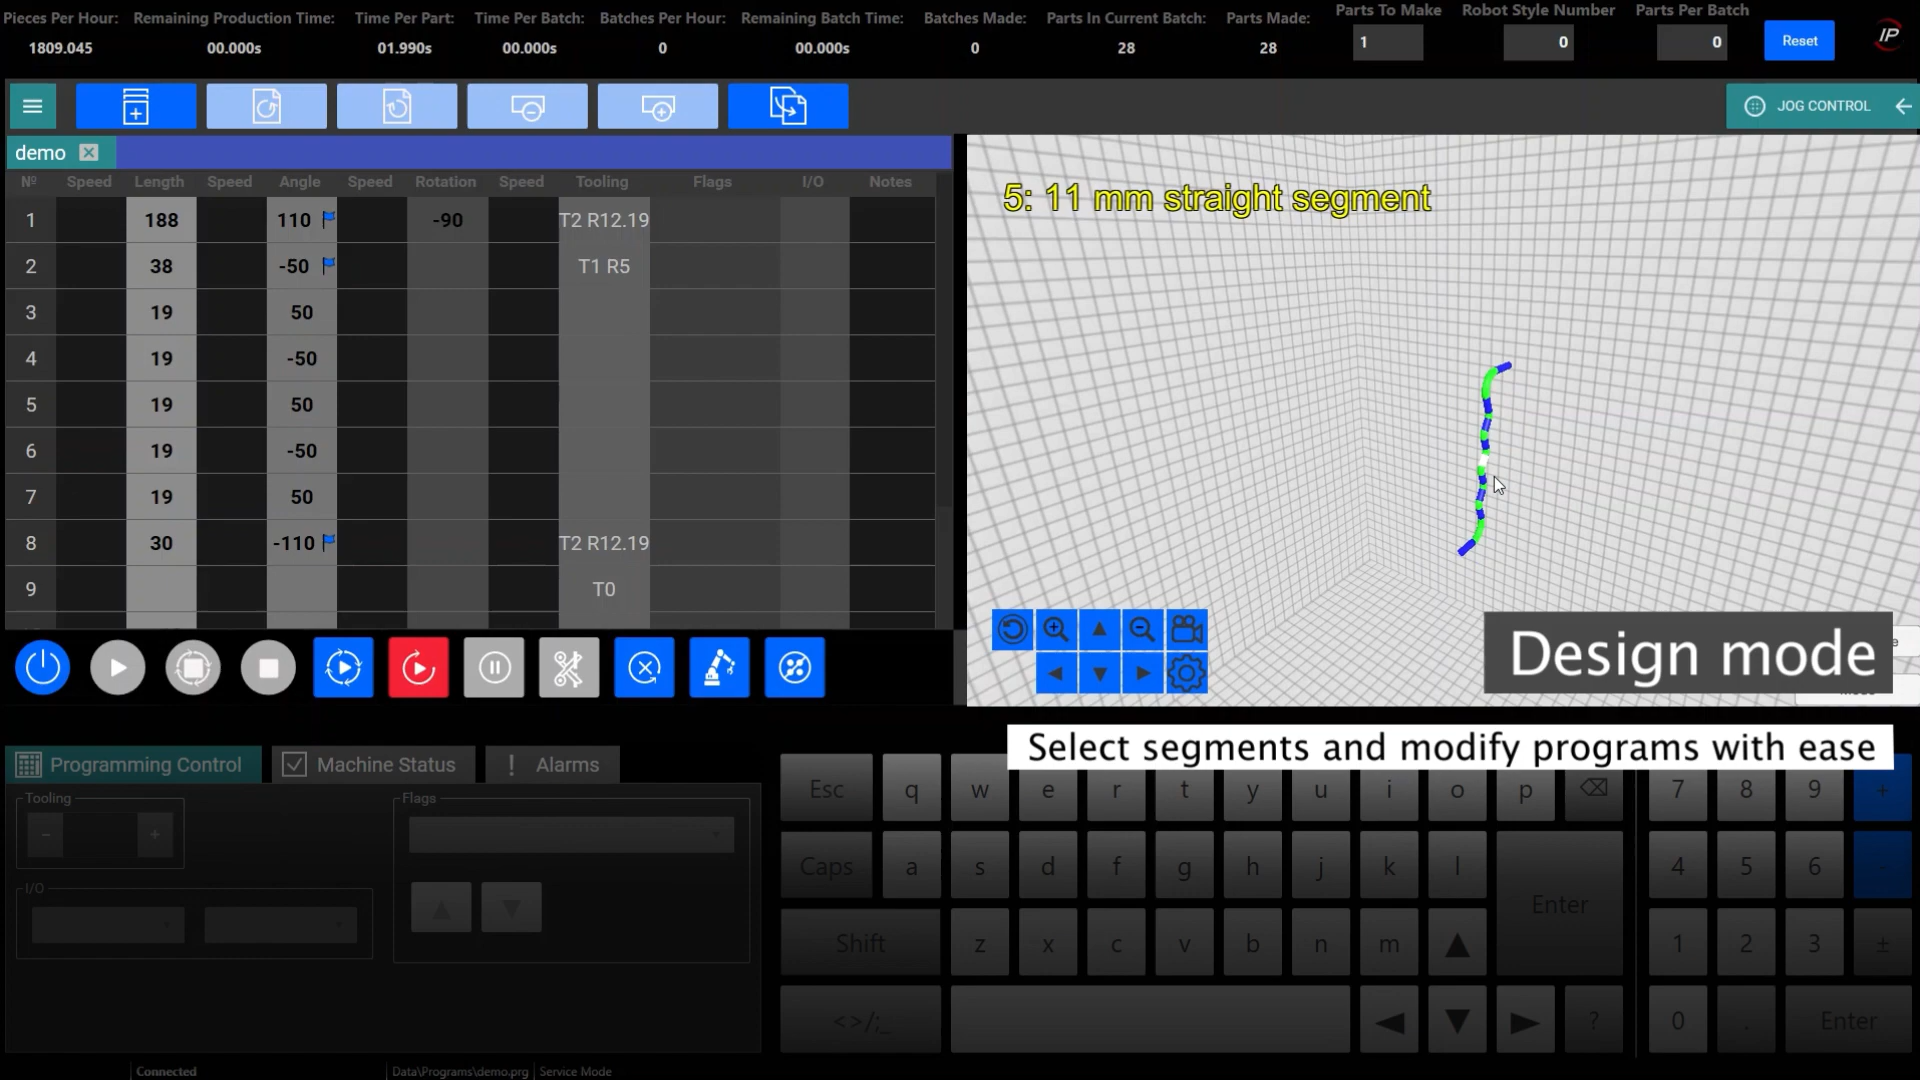 Pieces Per Hour: Remaining Production Time: Time Per Part: Time Per Batch: Batches Per Hour: Remaining Batch Time: Batches Made: Parts In Current Batch: Parts Made: Parts To Make Robot Style Number Parts Per Batch
1809.045 00.000s 01.990s 00.000s 0 00.000s 0 28 28 1 0 0 Reset IP
JOG CONTROL
demo
Nº Speed Length Speed Angle Speed Rotation Speed Tooling Flags I/O Notes
1 188 110 -90 T2 R12.19
2 38 -50 T1 R5
3 19 50
4 19 -50
5 19 50
6 19 -50
7 19 50
8 30 -110 T2 R12.19
9 T0
5: 11 mm straight segment
Design mode
Select segments and modify programs with ease
Programming Control Machine Status ! Alarms
Tooling Flags
- +
I/O
Esc q w e r t y u i o p 7 8 9 +
Caps a s d f g h j k l Enter 4 5 6
Shift z x c v b n m 1 2 3 ±
<>/;_ ? 0 . Enter
Connected Data\Programs\demo.prg Service Mode